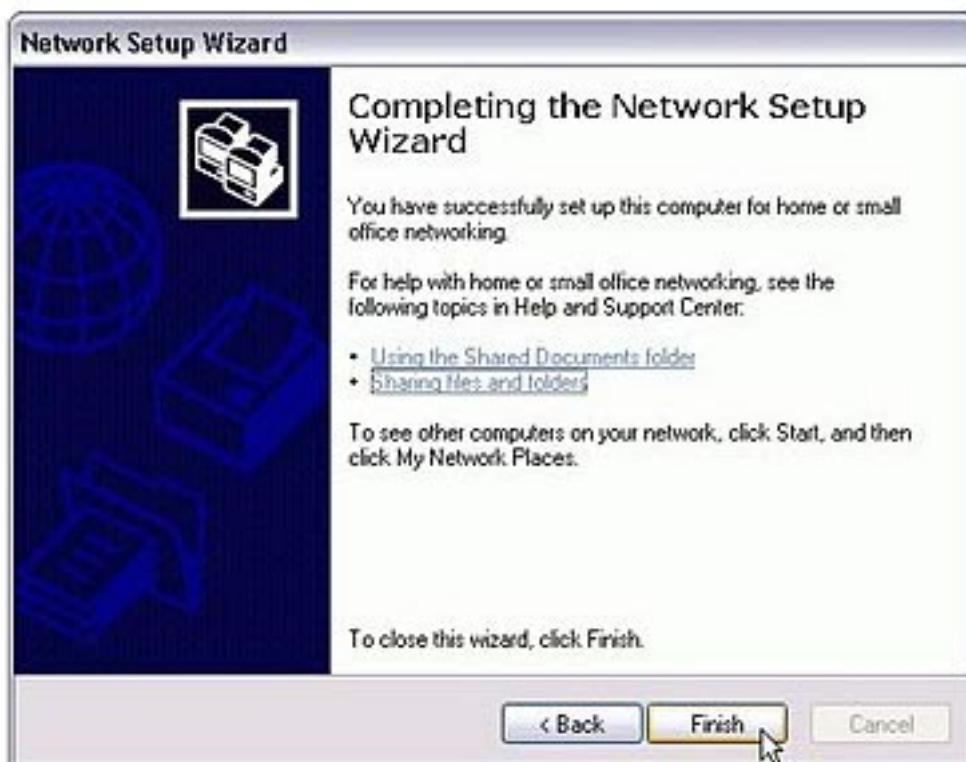 Network Setup Wizard
Completing the Network Setup
Wizard
You have successfully set up this computer for home or small
office networking.
For help with home or small office networking, see the
following topics in Help and Support Center:
• Using the Shared Documents folder
• Sharing files and folders
To see other computers on your network, click Start, and then
click My Network Places.
To close this wizard, click Finish.
< Back Finish Cancel